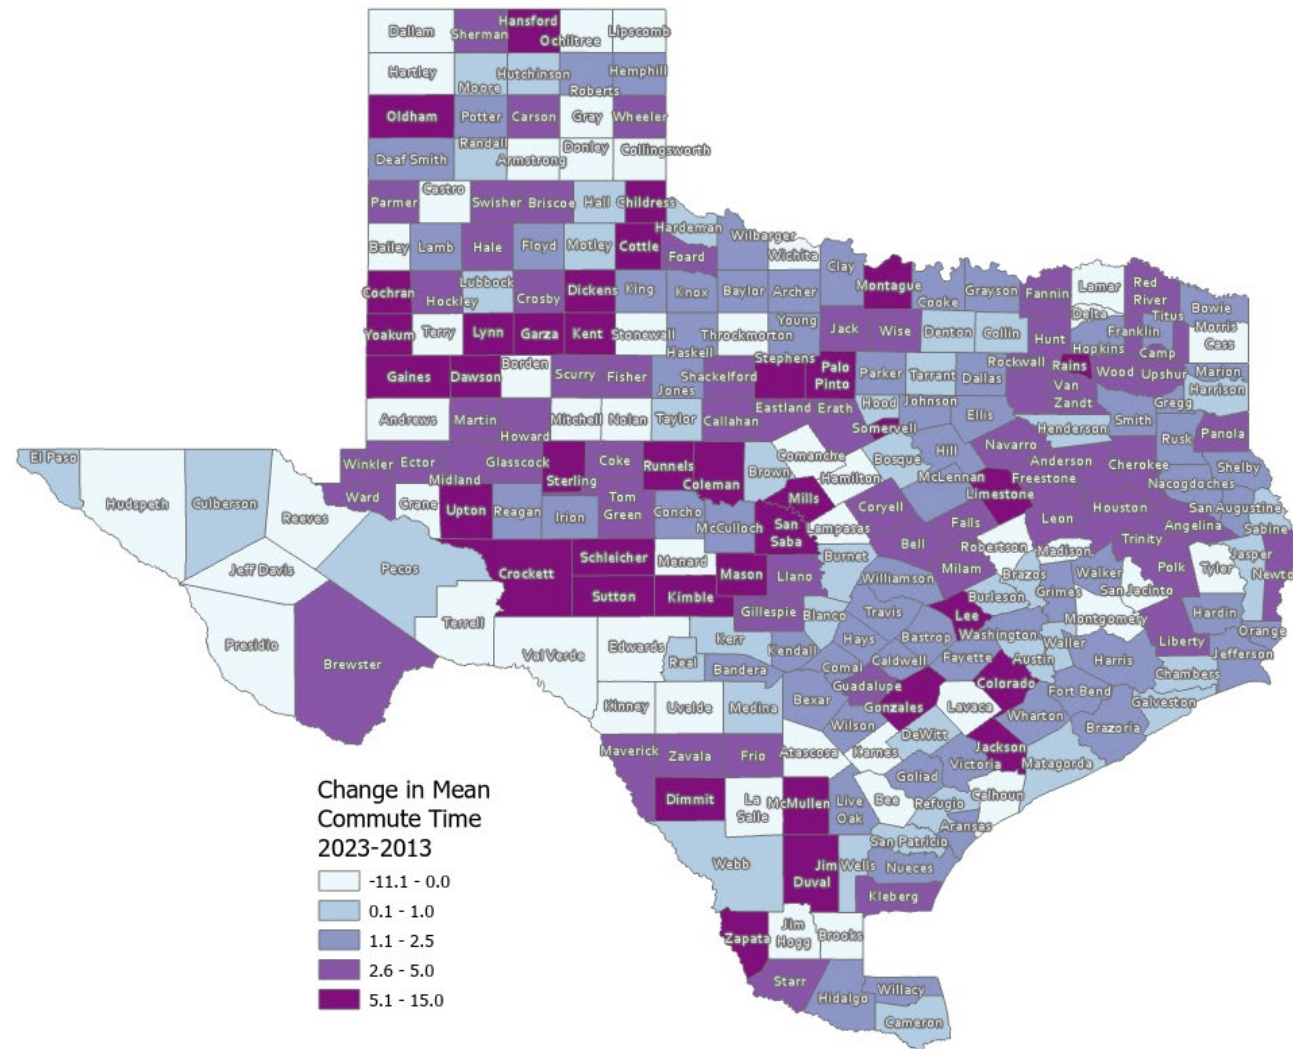 Dallam
Sherman
Hansford
Ochiltree
Lipscomb
Hartley
Moore
Hutchinson
Roberts
Hemphill
Oldham
Potter
Carson
Gray
Wheeler
Deaf Smith
Randall
Armstrong
Donley
Collingsworth
Parmer
Castro
Swisher
Briscoe
Hall
Childress
Bailey
Lamb
Hale
Floyd
Motley
Cottle
Hardeman
Foard
Wilbarger
Wichita
Clay
Montague
Cooke
Grayson
Fannin
Lamar
Red
River
Bowie
Cochran
Hockley
Lubbock
Crosby
Dickens
King
Knox
Baylor
Archer
Delta
Titus
Franklin
Morris
Cass
Yoakum
Terry
Lynn
Garza
Kent
Stonewall
Haskell
Throckmorton
Young
Jack
Wise
Denton
Collin
Hunt
Hopkins
Camp
Gaines
Dawson
Borden
Scurry
Fisher
Jones
Shackelford
Stephens
Palo
Pinto
Parker
Tarrant
Dallas
Rockwall
Rains
Van
Zandt
Wood
Upshur
Marion
Harrison
Andrews
Martin
Howard
Mitchell
Nolan
Taylor
Callahan
Eastland
Erath
Hood
Somervell
Johnson
Ellis
Henderson
Smith
Gregg
Rusk
Panola
El Paso
Hudspeth
Culberson
Reeves
Winkler
Ector
Midland
Glasscock
Sterling
Coke
Runnels
Coleman
Brown
Comanche
Hamilton
Bosque
Hill
Navarro
Anderson
Freestone
Cherokee
Nacogdoches
Shelby
Ward
Crane
Upton
Reagan
Irion
Tom
Green
Concho
McCulloch
Mills
San
Saba
Lampasas
Coryell
McLennan
Limestone
Falls
Leon
Houston
Angelina
San Augustine
Sabine
Jeff Davis
Pecos
Crockett
Schleicher
Menard
Mason
Llano
Burnet
Bell
Milam
Robertson
Madison
Trinity
Polk
Tyler
Jasper
Newto
Presidio
Brewster
Terrell
Sutton
Kimble
Gillespie
Blanco
Williamson
Travis
Lee
Burleson
Brazos
Grimes
Walker
San Jacinto
Montgomery
Liberty
Hardin
Orange
Val Verde
Edwards
Real
Kerr
Bandera
Kendall
Hays
Comal
Caldwell
Bastrop
Fayette
Washington
Austin
Waller
Harris
Chambers
Jefferson
Kinney
Uvalde
Medina
Bexar
Guadalupe
Gonzales
Wilson
Lavaca
Colorado
Wharton
Fort Bend
Brazoria
Galveston
Maverick
Zavala
Frio
Atascosa
Karnes
DeWitt
Victoria
Jackson
Matagorda
Dimmit
La
Salle
McMullen
Live
Oak
Bee
Goliad
Refugio
Calhoun
Aransas
Webb
Duval
Jim Wells
San Patricio
Nueces
Kleberg
Zapata
Jim
Hogg
Brooks
Starr
Hidalgo
Willacy
Cameron
Change in Mean
Commute Time
2023-2013
-11.1 - 0.0
0.1 - 1.0
1.1 - 2.5
2.6 - 5.0
5.1 - 15.0